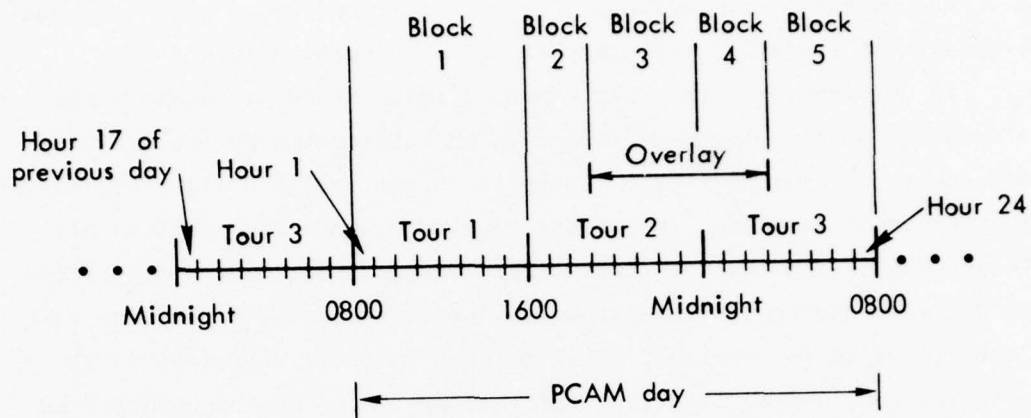 Block 1
Block 2
Block 3
Block 4
Block 5
Hour 17 of
previous day
Hour 1
Overlay
Hour 24
Tour 3
Tour 1
Tour 2
Tour 3
Midnight
0800
1600
Midnight
0800
PCAM day